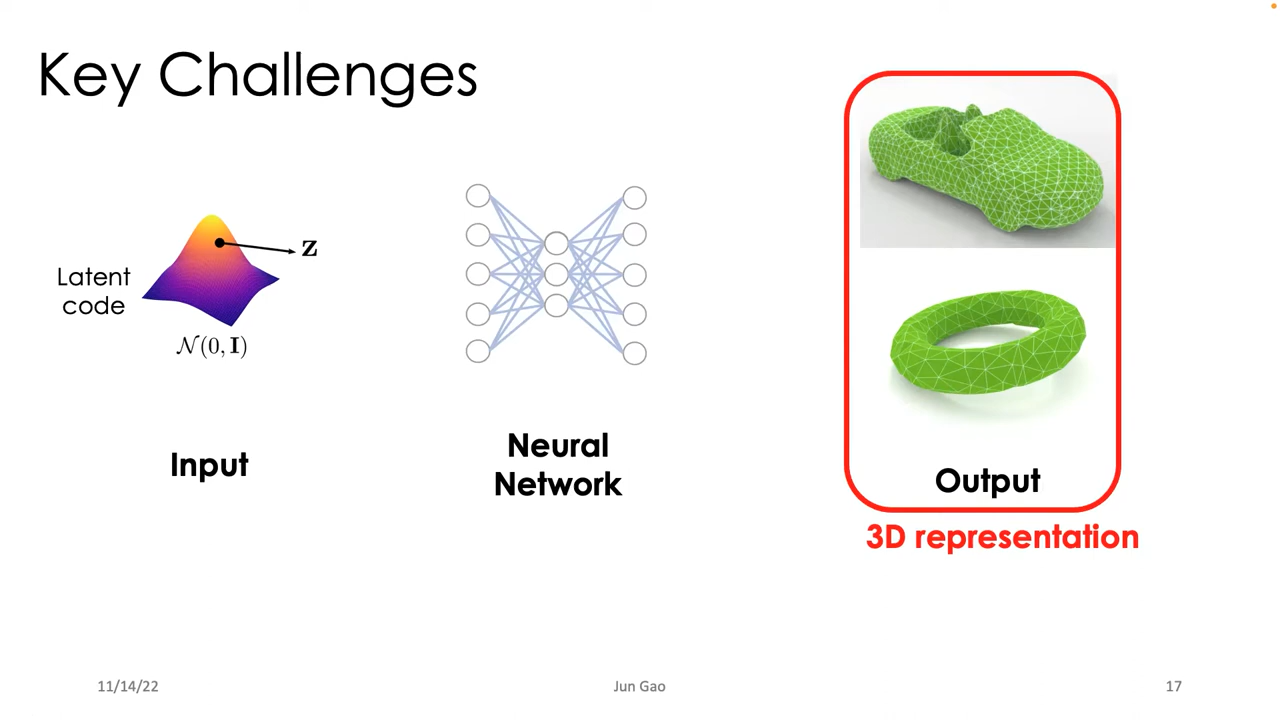 Key Challenges
Latent
code
z
𝒩(0, I)
Input
Neural
Network
Output
3D representation
11/14/22
Jun Gao
17